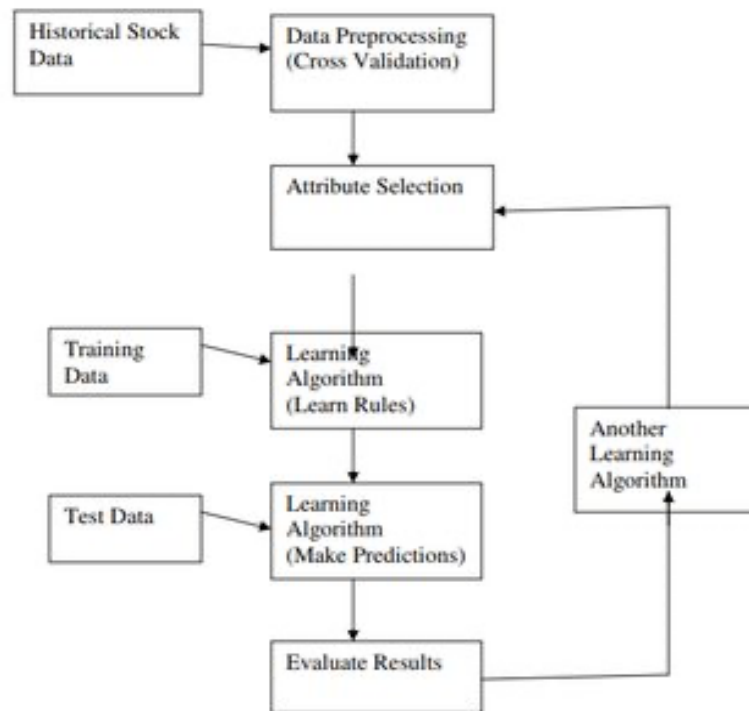 Historical Stock
Data
Data Preprocessing
(Cross Validation)
Attribute Selection
Training
Data
Learning
Algorithm
(Learn Rules)
Another
Learning
Algorithm
Test Data
Learning
Algorithm
(Make Predictions)
Evaluate Results